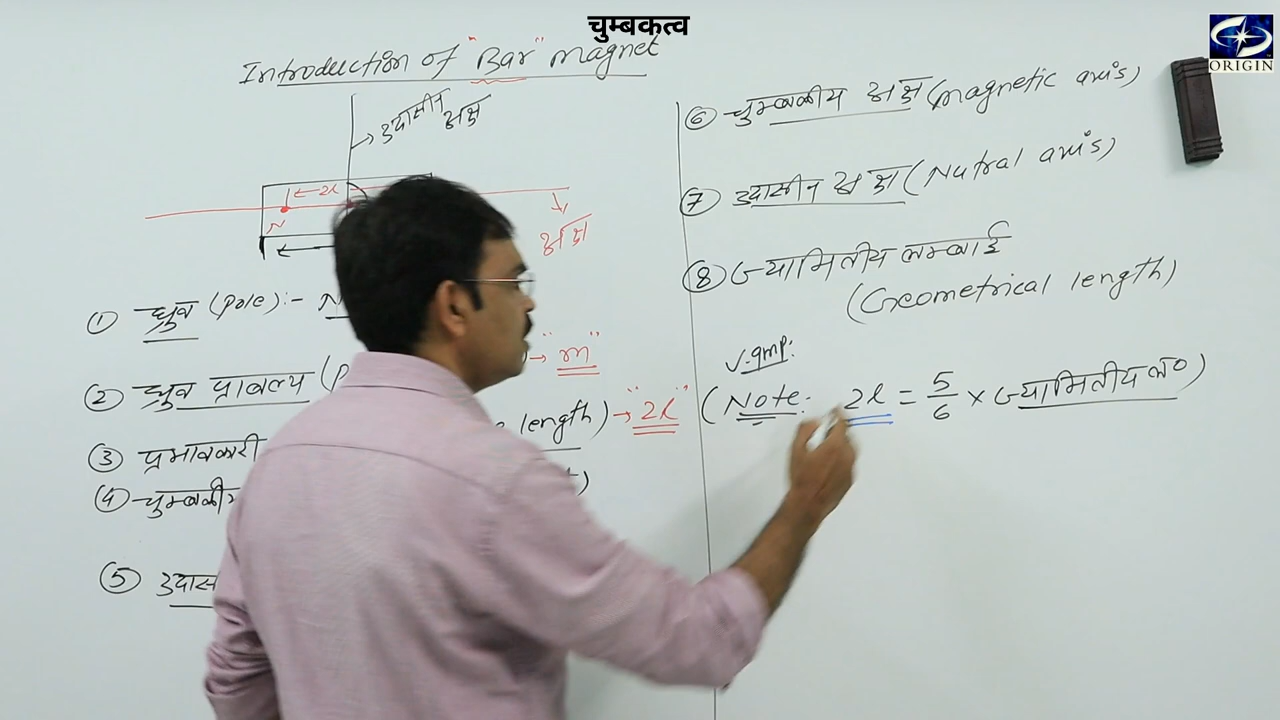 चुम्बकत्व
ORIGIN
Introduction of "Bar" magnet
उदासीन
अक्ष
2l
N
अक्ष
① ध्रुव (Pole):- N
② ध्रुव प्राबल्य (P → "m"
③ प्रभावकारी length) → "2l"
④ चुम्बकीय )
⑤ उदास
⑥ चुम्बकीय अक्ष (magnetic axis)
⑦ उदासीन अक्ष (Nutral axis)
⑧ ज्यामितीय लम्बाई
(Geometrical length)
V.Imp:
(Note: 2l = 5/6 × ज्यामितीय ल०)